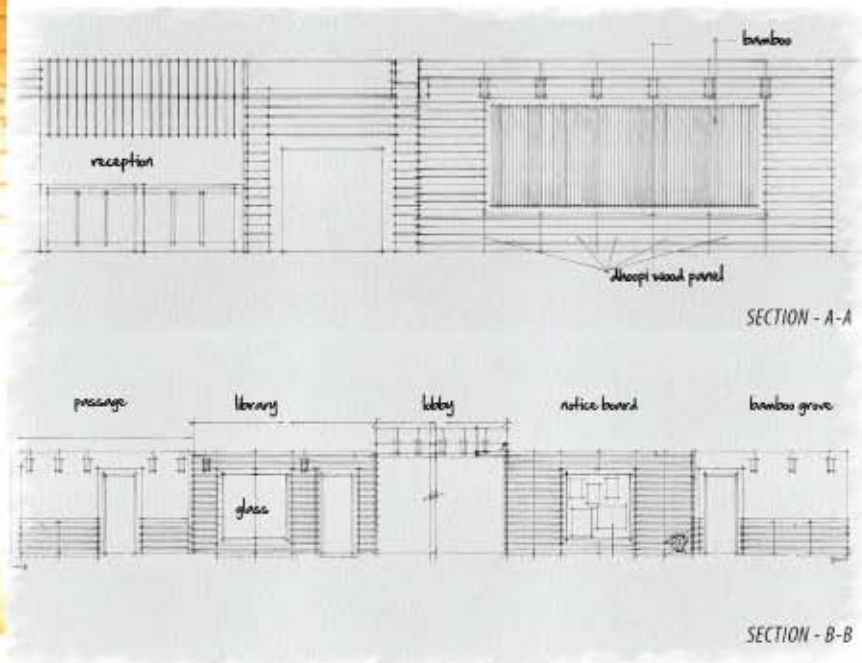 bamboo
reception
dhoopi wood panel
SECTION - A-A
passage
library
lobby
notice board
bamboo grove
glass
SECTION - B-B